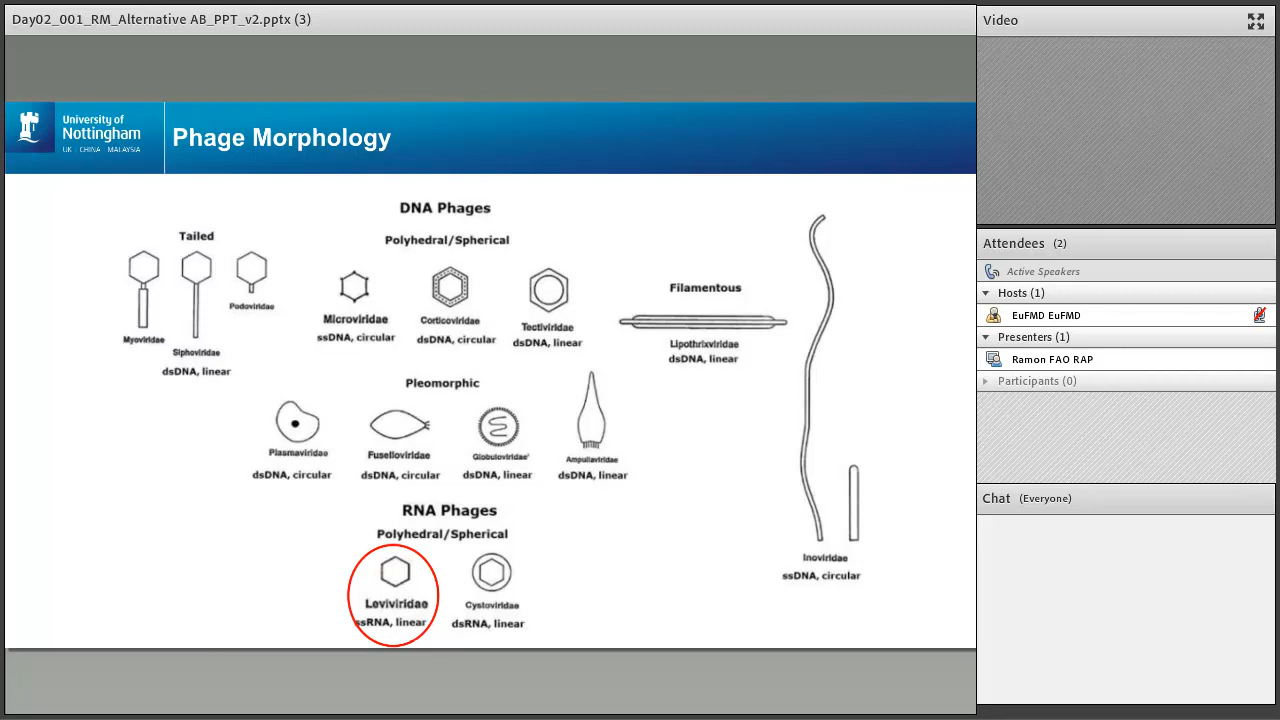 Day02_001_RM_Alternative AB_PPT_v2.pptx (3)
University of
Nottingham
UK | CHINA | MALAYSIA
Phage Morphology
DNA Phages
Tailed
Polyhedral/Spherical
Myoviridae
Siphoviridae
Podoviridae
dsDNA, linear
Microviridae
ssDNA, circular
Corticoviridae
dsDNA, circular
Tectiviridae
dsDNA, linear
Filamentous
Lipothrixviridae
dsDNA, linear
Pleomorphic
Plasmaviridae
dsDNA, circular
Fuselloviridae
dsDNA, circular
Globuloviridae'
dsDNA, linear
Ampullaviridae
dsDNA, linear
Inoviridae
ssDNA, circular
RNA Phages
Polyhedral/Spherical
Leviviridae
ssRNA, linear
Cystoviridae
dsRNA, linear
Video
Attendees (2)
Active Speakers
Hosts (1)
EuFMD EuFMD
Presenters (1)
Ramon FAO RAP
Participants (0)
Chat (Everyone)